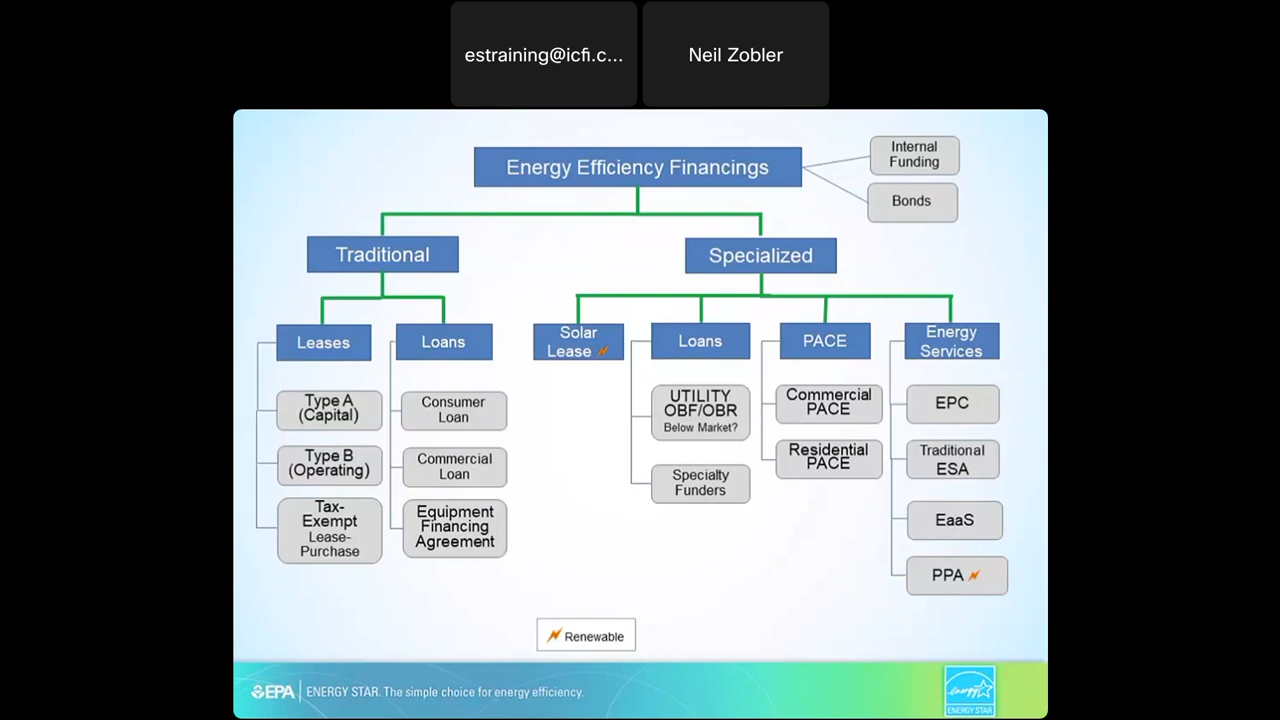 estraining@icfi.c...
Neil Zobler
Energy Efficiency Financings
Internal
Funding
Bonds
Traditional
Specialized
Leases
Loans
Solar
Lease
Loans
PACE
Energy
Services
Type A
(Capital)
Type B
(Operating)
Tax-
Exempt
Lease-
Purchase
Consumer
Loan
Commercial
Loan
Equipment
Financing
Agreement
UTILITY
OBF/OBR
Below Market?
Specialty
Funders
Commercial
PACE
Residential
PACE
EPC
Traditional
ESA
EaaS
PPA
Renewable
EPA
ENERGY STAR. The simple choice for energy efficiency.
energy
ENERGY STAR